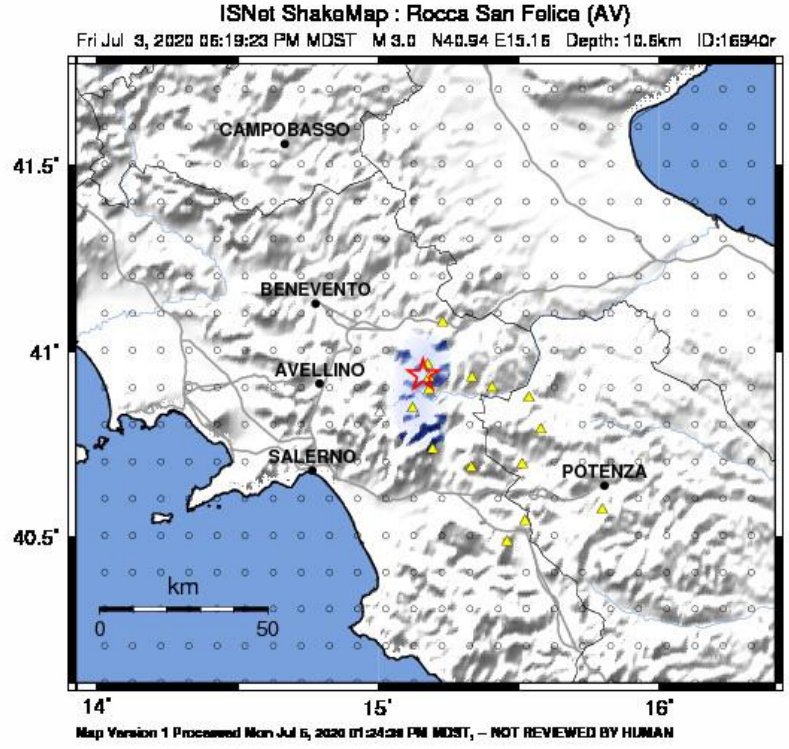 ISNet ShakeMap : Rocca San Felice (AV)
Fri Jul 3, 2020 06:19:23 PM MDST M 3.0 N40.94 E15.16 Depth: 10.6km ID:16940r
CAMPOBASSO
41.5˚
BENEVENTO
41˚
AVELLINO
SALERNO
POTENZA
40.5˚
km
0 50
14˚ 15˚ 16˚
Map Version 1 Processed Mon Jul 6, 2020 01:24:39 PM MDST, -- NOT REVIEWED BY HUMAN